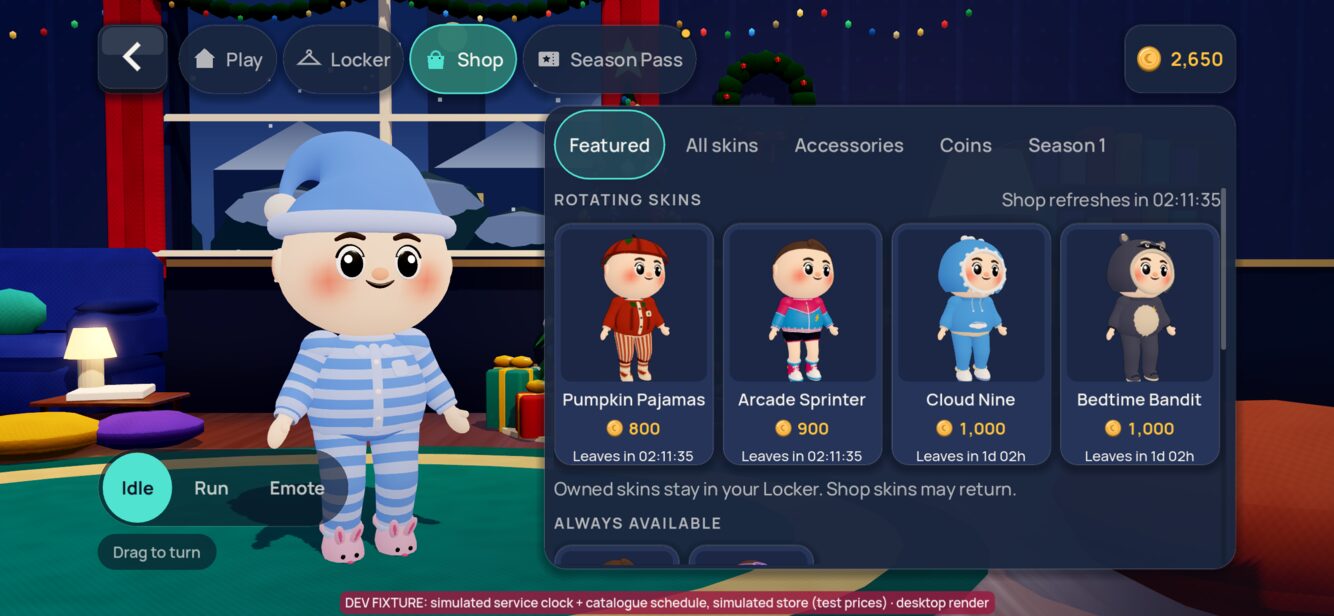 Play
Locker
Shop
Season Pass
2,650
Featured
All skins
Accessories
Coins
Season 1
ROTATING SKINS
Shop refreshes in 02:11:35
Pumpkin Pajamas
800
Leaves in 02:11:35
Arcade Sprinter
900
Leaves in 02:11:35
Cloud Nine
1,000
Leaves in 1d 02h
Bedtime Bandit
1,000
Leaves in 1d 02h
Owned skins stay in your Locker. Shop skins may return.
ALWAYS AVAILABLE
Idle
Run
Emote
Drag to turn
DEV FIXTURE: simulated service clock + catalogue schedule, simulated store (test prices) · desktop render